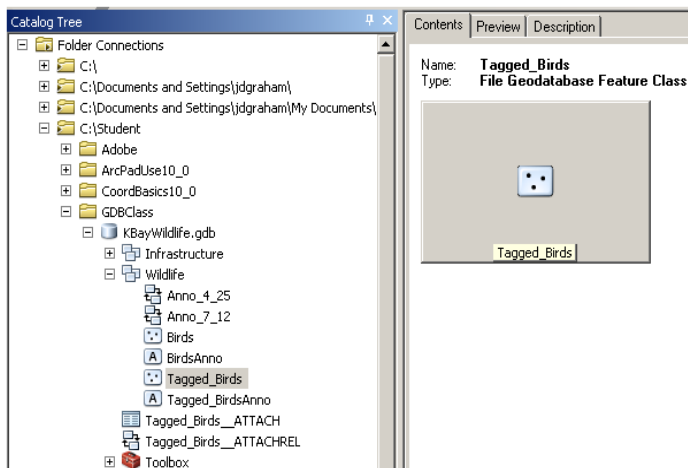 Catalog Tree
Folder Connections
C:\
C:\Documents and Settings\jdgraham\
C:\Documents and Settings\jdgraham\My Documents\
C:\Student
Adobe
ArcPadUse10_0
CoordBasics10_0
GDBClass
KBayWildlife.gdb
Infrastructure
Wildlife
Anno_4_25
Anno_7_12
Birds
A BirdsAnno
Tagged_Birds
A Tagged_BirdsAnno
Tagged_Birds__ATTACH
Tagged_Birds__ATTACHREL
Toolbox
Contents Preview Description
Name: Tagged_Birds
Type: File Geodatabase Feature Class
Tagged_Birds